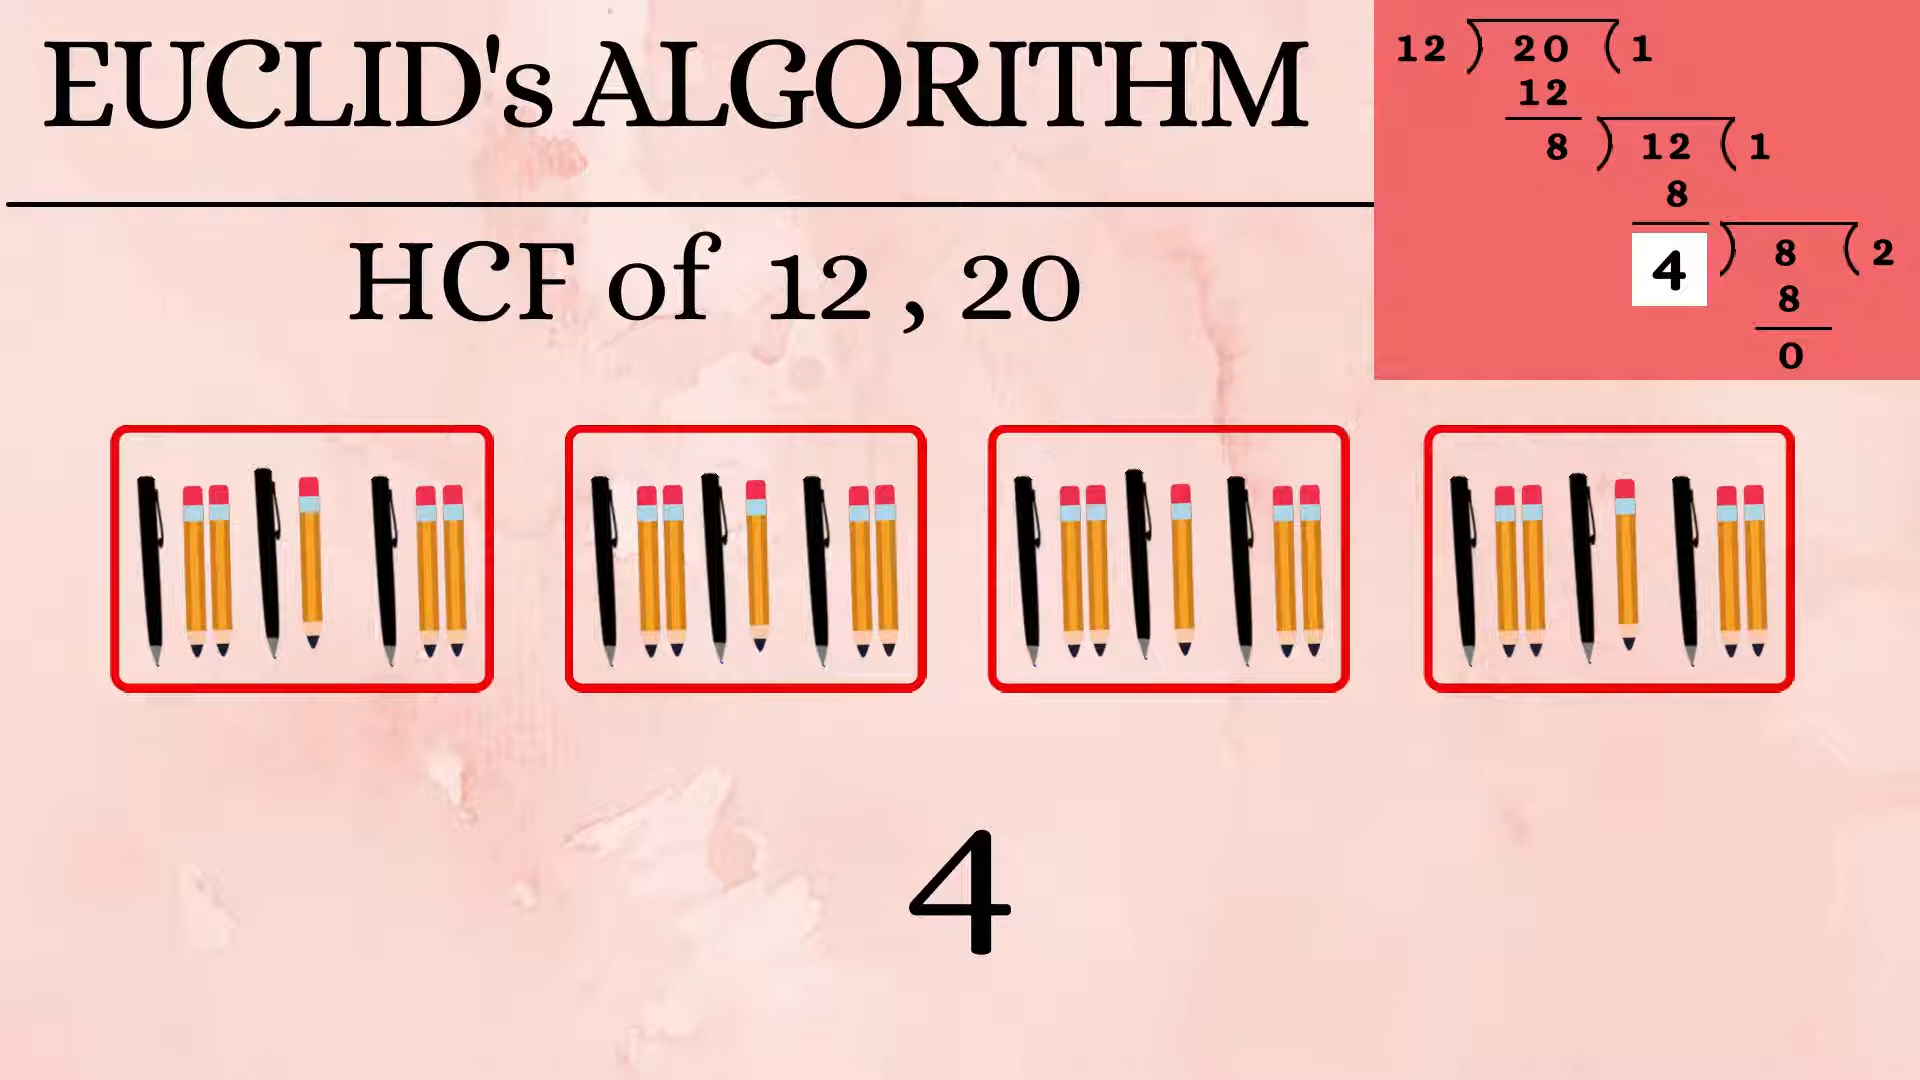 EUCLID's ALGORITHM
HCF of 12 , 20
12 ) 20 ( 1
12
8 ) 12 ( 1
8
4 ) 8 ( 2
8
0
4